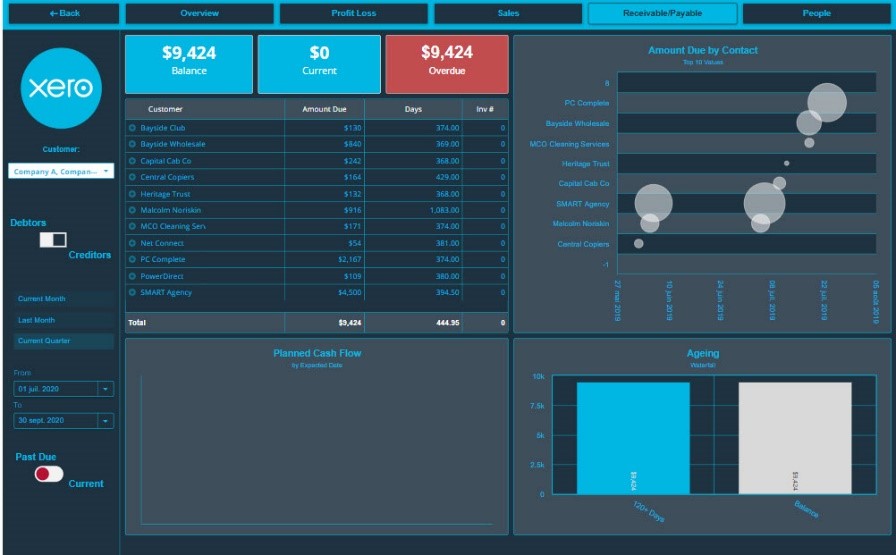 ←Back
Overview
Profit Loss
Sales
Receivable/Payable
People
xero
Customer:
Company A, Compan...
Debtors
Creditors
Current Month
Last Month
Current Quarter
From
01 juil. 2020
To
30 sept. 2020
Past Due
Current
$9,424
Balance
$0
Current
$9,424
Overdue
Customer Amount Due Days Inv #
Bayside Club $130 374.00 0
Bayside Wholesale $840 369.00 0
Capital Cab Co $242 368.00 0
Central Copiers $164 429.00 0
Heritage Trust $132 368.00 0
Malcolm Noriskin $916 1,083.00 0
MCO Cleaning Serv $171 374.00 0
Net Connect $54 381.00 0
PC Complete $2,167 374.00 0
PowerDirect $109 380.00 0
SMART Agency $4,500 394.50 0
Total $9,424 444.95 0
Amount Due by Contact
Top 10 Values
8
PC Complete
Bayside Wholesale
MCO Cleaning Services
Heritage Trust
Capital Cab Co
SMART Agency
Malcolm Noriskin
Central Copiers
-1
27 mai 2019
10 juin 2019
24 juin 2019
08 juil. 2019
22 juil. 2019
05 août 2019
Planned Cash Flow
by Expected Date
Ageing
Waterfall
10k
7.5k
5k
2.5k
0
$9,424
$9,424
120+ Days
Balance